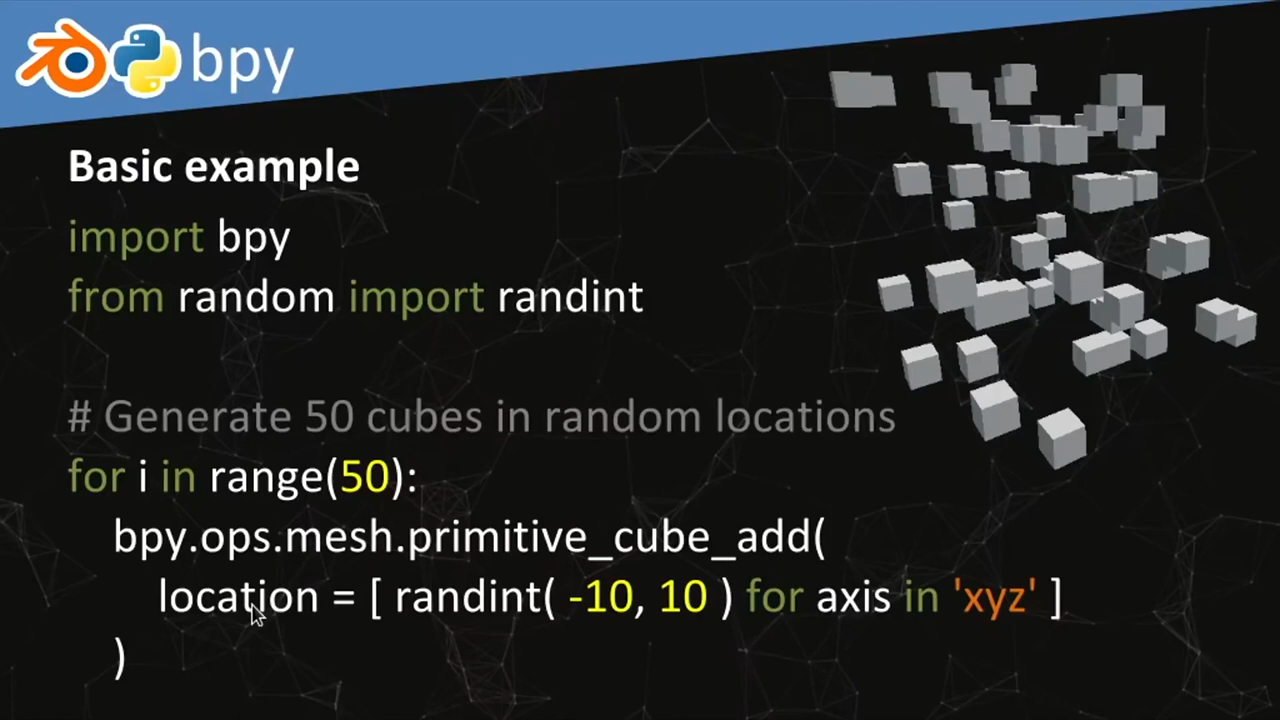 bpy
Basic example
import bpy
from random import randint
# Generate 50 cubes in random locations
for i in range(50):
bpy.ops.mesh.primitive_cube_add(
location = [ randint( -10, 10 ) for axis in 'xyz' ]
)